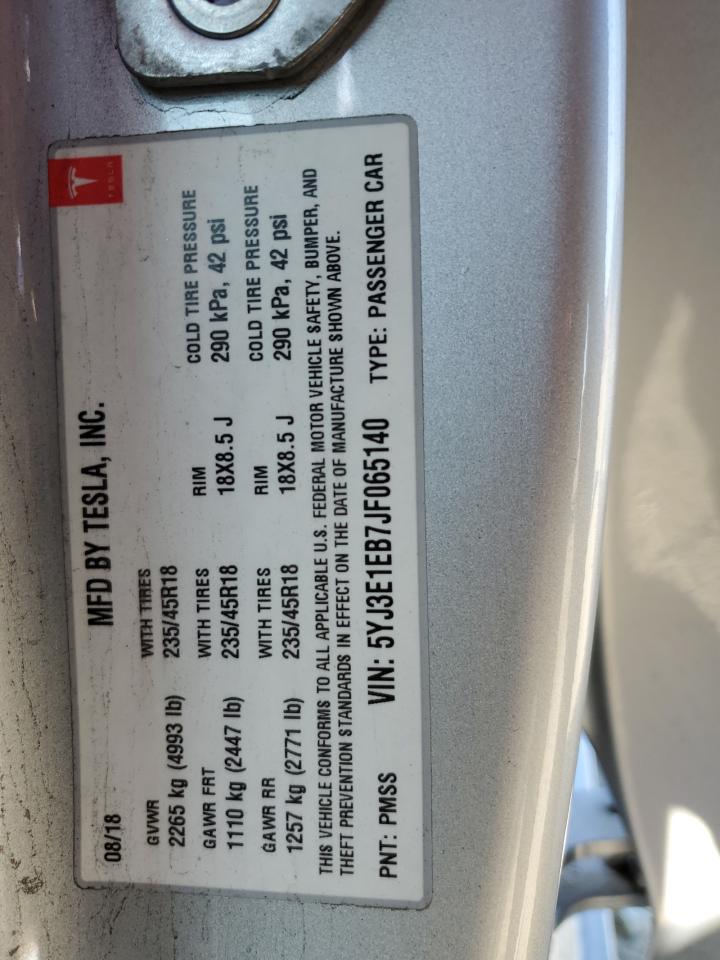 TESLA
MFD BY TESLA, INC.
08/18
GVWR WITH TIRES
2265 kg (4993 lb) 235/45R18
GAWR FRT WITH TIRES RIM COLD TIRE PRESSURE
1110 kg (2447 lb) 235/45R18 18X8.5 J 290 kPa, 42 psi
GAWR RR WITH TIRES RIM COLD TIRE PRESSURE
1257 kg (2771 lb) 235/45R18 18X8.5 J 290 kPa, 42 psi
THIS VEHICLE CONFORMS TO ALL APPLICABLE U.S. FEDERAL MOTOR VEHICLE SAFETY, BUMPER, AND
THEFT PREVENTION STANDARDS IN EFFECT ON THE DATE OF MANUFACTURE SHOWN ABOVE.
PNT: PMSS VIN: 5YJ3E1EB7JF065140 TYPE: PASSENGER CAR